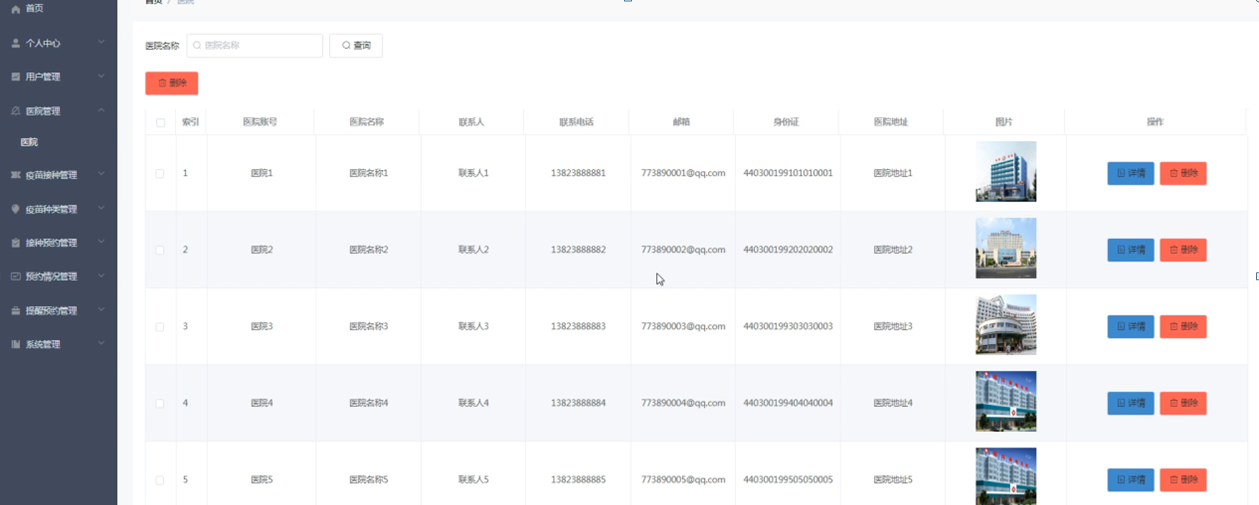 首页 / 医院
首页
个人中心
用户管理
医院管理
医院
疫苗接种管理
疫苗种类管理
接种预约管理
预约情况管理
提醒预约管理
系统管理
医院名称 医院名称 查询
删除
索引 医院账号 医院名称 联系人 联系电话 邮箱 身份证 医院地址 图片 操作
1 医院1 医院名称1 联系人1 13823888881 773890001@qq.com 440300199101010001 医院地址1 详情 删除
2 医院2 医院名称2 联系人2 13823888882 773890002@qq.com 440300199202020002 医院地址2 详情 删除
3 医院3 医院名称3 联系人3 13823888883 773890003@qq.com 440300199303030003 医院地址3 详情 删除
4 医院4 医院名称4 联系人4 13823888884 773890004@qq.com 440300199404040004 医院地址4 详情 删除
5 医院5 医院名称5 联系人5 13823888885 773890005@qq.com 440300199505050005 医院地址5 详情 删除